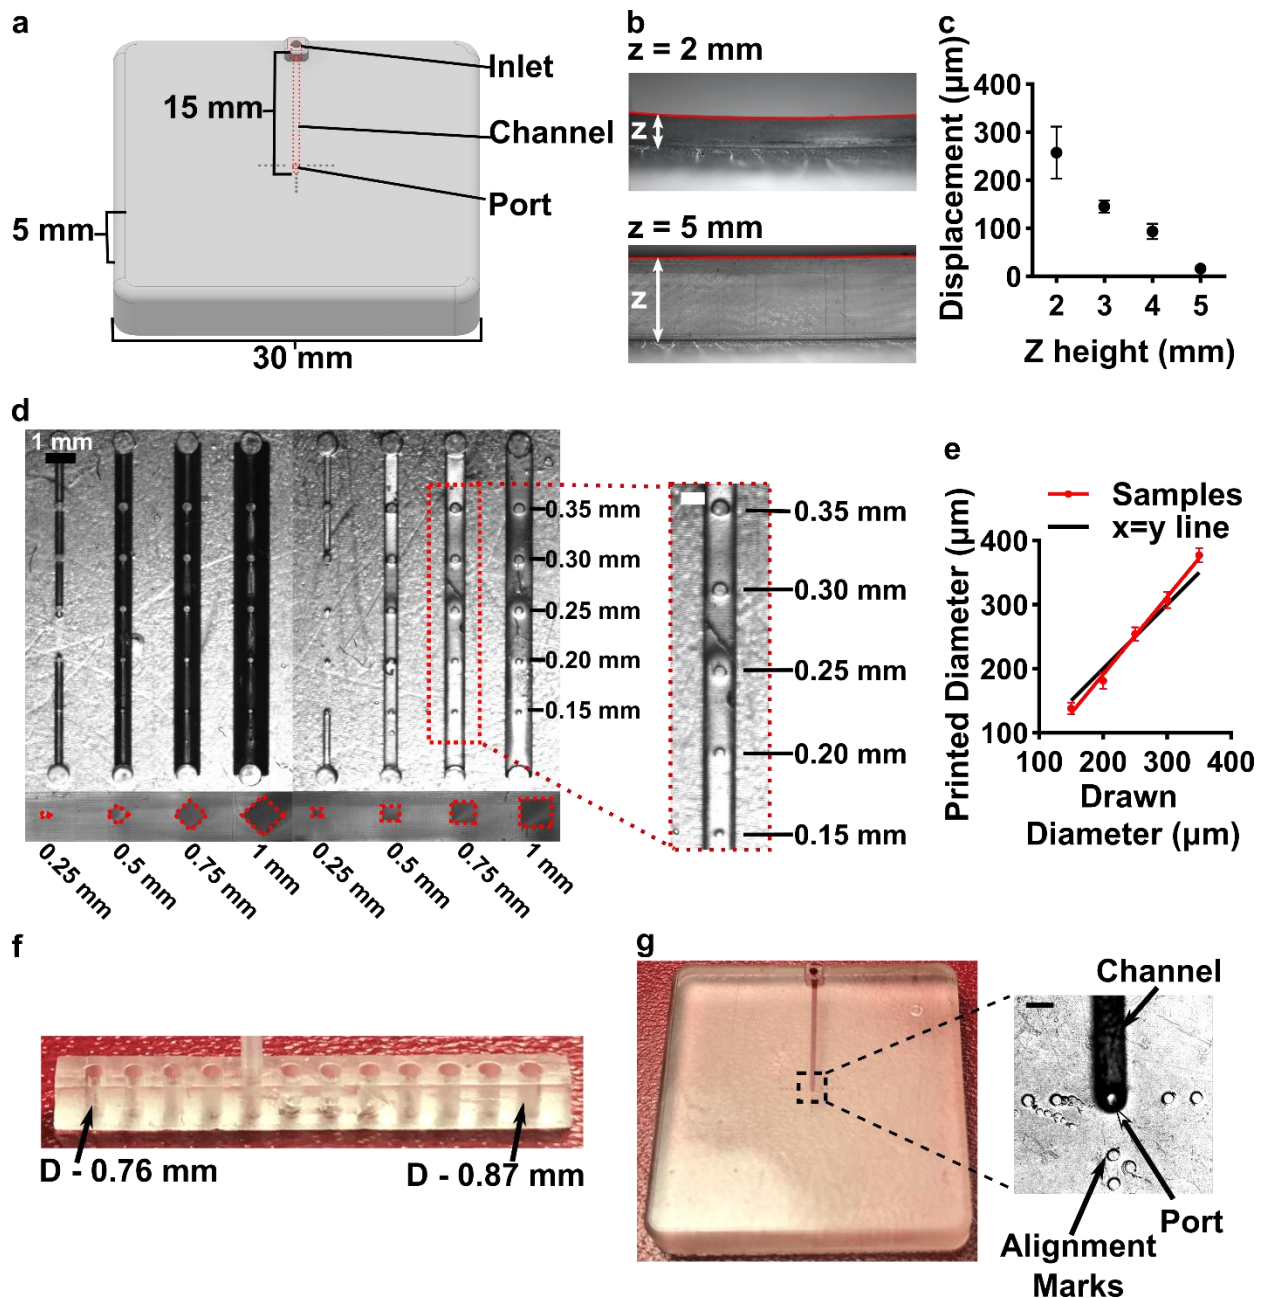 a
Inlet
15 mm
Channel
Port
5 mm
30 mm
b
z = 2 mm
z
z = 5 mm
z
c
Displacement (µm)
400
300
200
100
0
2 3 4 5
Z height (mm)
d
1 mm
0.35 mm
0.30 mm
0.25 mm
0.20 mm
0.15 mm
0.25 mm
0.5 mm
0.75 mm
1 mm
0.25 mm
0.5 mm
0.75 mm
1 mm
0.35 mm
0.30 mm
0.25 mm
0.20 mm
0.15 mm
e
Samples
x=y line
Printed Diameter (µm)
400
300
200
100
100 200 300 400
Drawn
Diameter (µm)
f
D - 0.76 mm
D - 0.87 mm
g
Channel
Port
Alignment
Marks